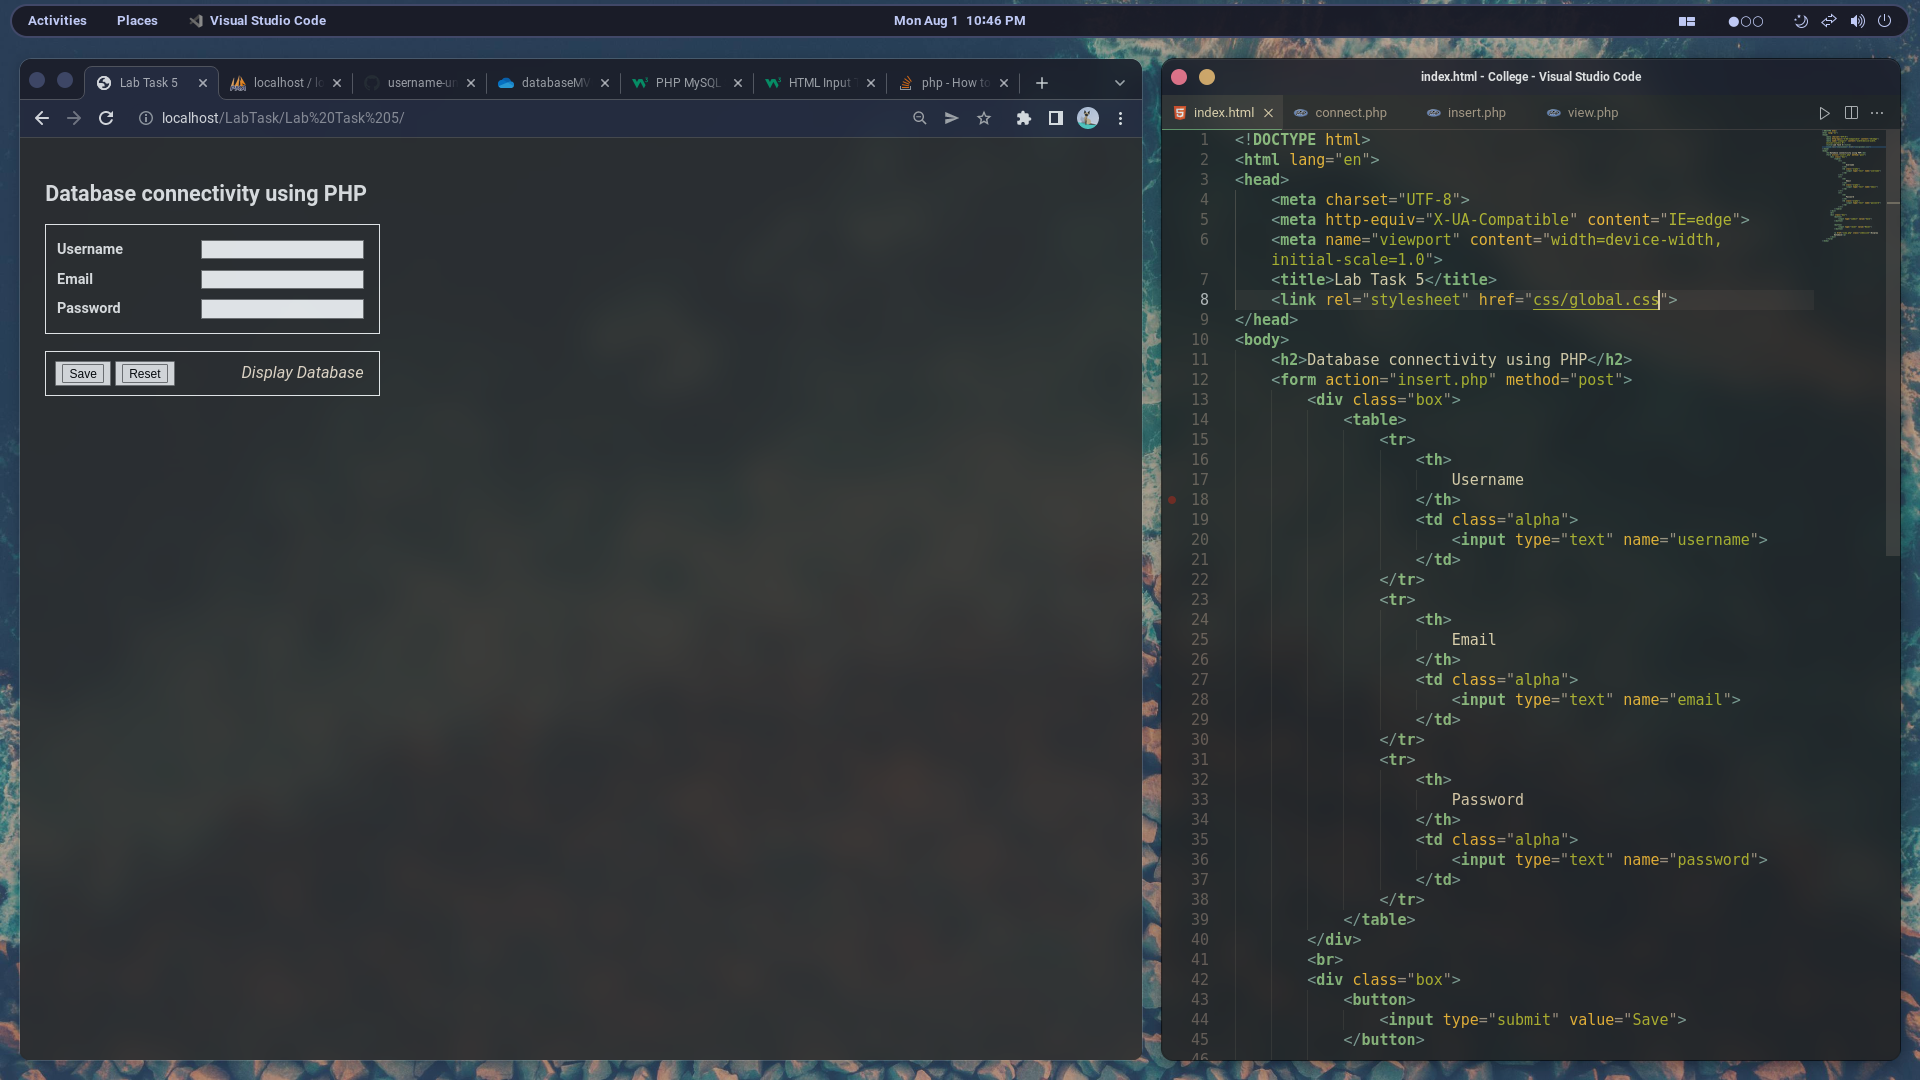 Activities Places Visual Studio Code Mon Aug 1 10:46 PM
Lab Task 5 localhost / username- databaseMV PHP MySQL HTML Input php - How to
localhost/LabTask/Lab%20Task%205/
Database connectivity using PHP
Username
Email
Password
Save Reset Display Database
index.html - College - Visual Studio Code
index.html connect.php insert.php view.php
1 <!DOCTYPE html>
2 <html lang="en">
3 <head>
4 <meta charset="UTF-8">
5 <meta http-equiv="X-UA-Compatible" content="IE=edge">
6 <meta name="viewport" content="width=device-width,
initial-scale=1.0">
7 <title>Lab Task 5</title>
8 <link rel="stylesheet" href="css/global.css">
9 </head>
10 <body>
11 <h2>Database connectivity using PHP</h2>
12 <form action="insert.php" method="post">
13 <div class="box">
14 <table>
15 <tr>
16 <th>
17 Username
18 </th>
19 <td class="alpha">
20 <input type="text" name="username">
21 </td>
22 </tr>
23 <tr>
24 <th>
25 Email
26 </th>
27 <td class="alpha">
28 <input type="text" name="email">
29 </td>
30 </tr>
31 <tr>
32 <th>
33 Password
34 </th>
35 <td class="alpha">
36 <input type="text" name="password">
37 </td>
38 </tr>
39 </table>
40 </div>
41 <br>
42 <div class="box">
43 <button>
44 <input type="submit" value="Save">
45 </button>
46